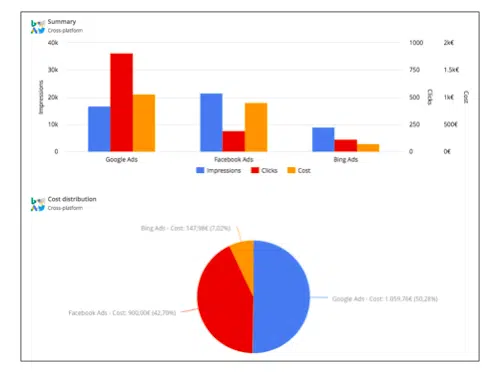 Summary
Cross-platform
40k
1000
2k€
30k
750
1.5k€
Impressions
20k
500
Clicks
1k€
Cost
10k
250
500€
0
0
0€
Google Ads
Facebook Ads
Bing Ads
Impressions
Clicks
Cost
Cost distribution
Cross-platform
Bing Ads - Cost: 147,98€ (7,02%)
Google Ads - Cost: 1 059,76€ (50,28%)
Facebook Ads - Cost: 900,00€ (42,70%)